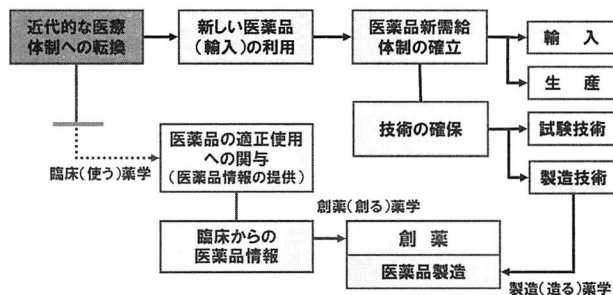 近代的な医療
体制への転換
新しい医薬品
(輸入)の利用
医薬品新需給
体制の確立
輸 入
生 産
技術の確保
試験技術
製造技術
医薬品の適正使用
への関与
(医薬品情報の提供)
臨床(使う)薬学
臨床からの
医薬品情報
創薬(創る)薬学
創 薬
医薬品製造
製造(造る)薬学